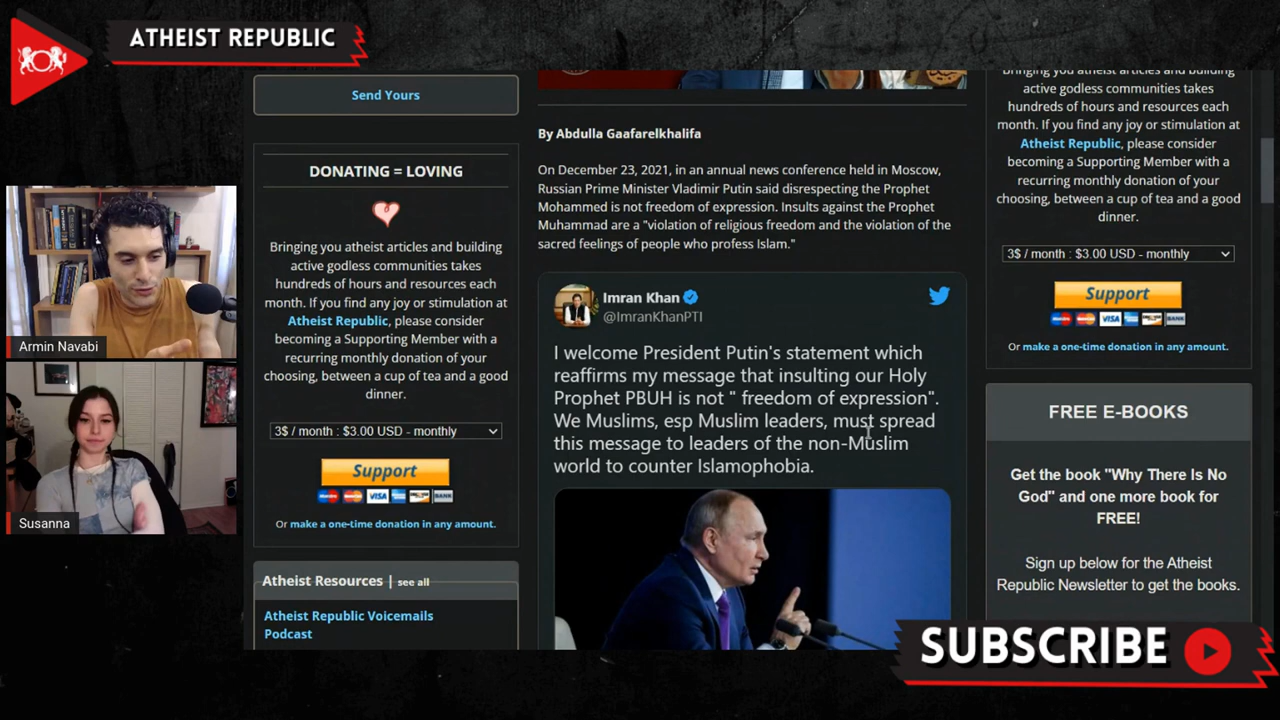 ATHEIST REPUBLIC
Send Yours
DONATING = LOVING
Bringing you atheist articles and building
active godless communities takes
hundreds of hours and resources each
month. If you find any joy or stimulation at
Atheist Republic, please consider
becoming a Supporting Member with a
recurring monthly donation of your
choosing, between a cup of tea and a good
dinner.
3$ / month : $3.00 USD - monthly
Support
VISA
BANK
Or make a one-time donation in any amount.
Atheist Resources | see all
Atheist Republic Voicemails
Podcast
By Abdulla Gaafarelkhalifa
On December 23, 2021, in an annual news conference held in Moscow,
Russian Prime Minister Vladimir Putin said disrespecting the Prophet
Mohammed is not freedom of expression. Insults against the Prophet
Muhammad are a "violation of religious freedom and the violation of the
sacred feelings of people who profess Islam."
Imran Khan
@ImranKhanPTI
I welcome President Putin's statement which
reaffirms my message that insulting our Holy
Prophet PBUH is not " freedom of expression".
We Muslims, esp Muslim leaders, must spread
this message to leaders of the non-Muslim
world to counter Islamophobia.
Bringing you atheist articles and building
active godless communities takes
hundreds of hours and resources each
month. If you find any joy or stimulation at
Atheist Republic, please consider
becoming a Supporting Member with a
recurring monthly donation of your
choosing, between a cup of tea and a good
dinner.
3$ / month : $3.00 USD - monthly
Support
VISA
BANK
Or make a one-time donation in any amount.
FREE E-BOOKS
Get the book "Why There Is No
God" and one more book for
FREE!
Sign up below for the Atheist
Republic Newsletter to get the books.
Armin Navabi
Susanna
SUBSCRIBE